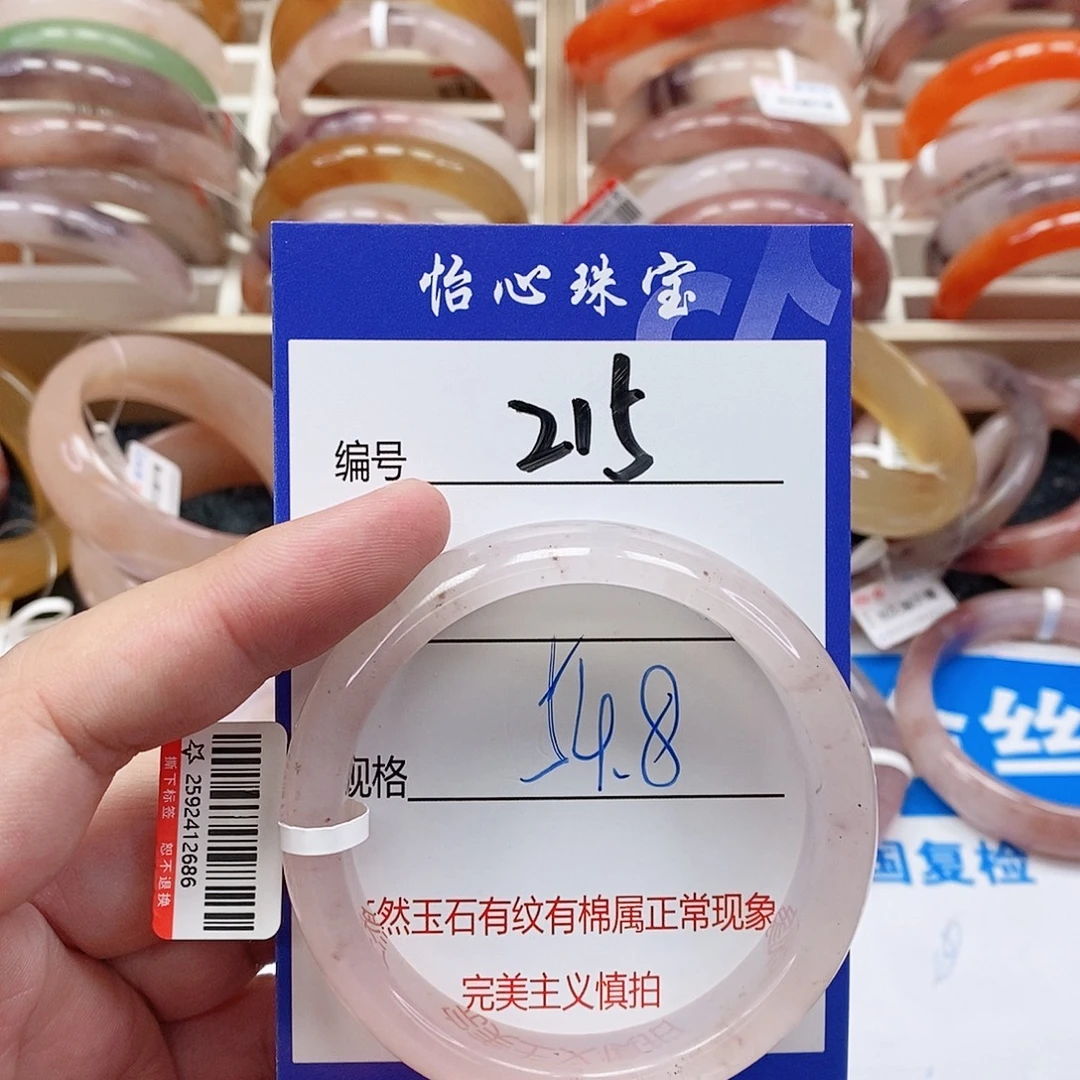 怡心珠宝
编号 215
规格 54.8
然玉石有纹有棉属正常现象
完美主义慎拍
2592412686
撕下标签 恕不退换
丝
国复检